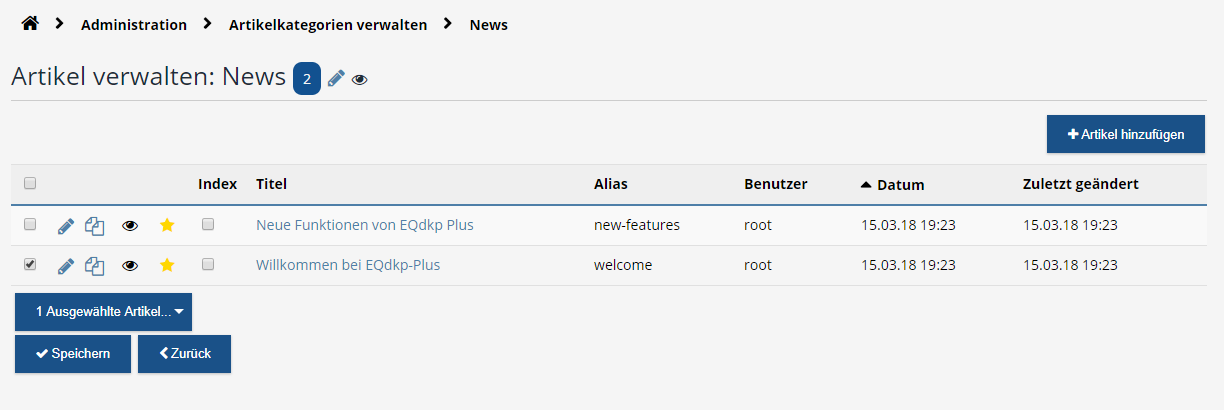 Administration Artikelkategorien verwalten News
Artikel verwalten: News 2
Artikel hinzufügen
Index Titel Alias Benutzer Datum Zuletzt geändert
Neue Funktionen von EQdkp Plus new-features root 15.03.18 19:23 15.03.18 19:23
Willkommen bei EQdkp-Plus welcome root 15.03.18 19:23 15.03.18 19:23
1 Ausgewählte Artikel...
Speichern Zurück